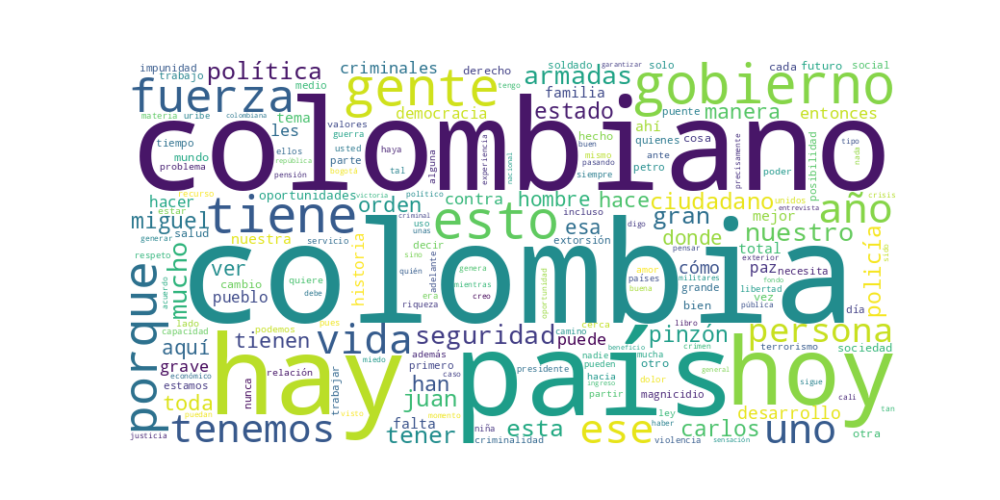 impunidad política criminales derecho soldado garantizar solo cada futuro social
trabajo medio tengo armadas gobierno
fuerza gente familia
materia uribe colombiana tema valores democracia estado puente manera entonces
tiempo les guerra hecho ahí
ellos usted haya buen quienes cosa tipo
mundo república parte tal alguna experiencia nacional mismo ante precisamente nada
problema pensión bogotá colombiano pasando siempre petro poder posibilidad
hacer recurso oportunidades victoria político contra hombre hace ciudadano unidos crisis
estar tiene orden esto incluso gran entrevista mejor año
miguel criminal uso unas esa digo
salud nuestra decir extorsión donde nuestro policías
generar servicio sino pensar total sido
respeto ver historia quién adelante era genera países amor cómo exterior paz necesita
mucho cambio quiere mientras oportunidad militares grande libertad fondo
acuerdo pueblo debe riqueza creo colombia buena bien pública vez día
porque lado podemos pues camino cerca libro
capacidad tienen vida seguridad puede pinzón persona
aquí miedo además beneficio crimen terrorismo sociedad
grave relación primero caso presidente nadie mucha general
estamos nunca trabajar hay país pueden otro hoy
económico han hacia dolor sigue
toda visto juan ingreso partir magnicidio desarrollo cali
puedan momento ley tan
tenemos falta niña esta ese haber carlos uno otra
justicia tener criminalidad sensación violencia